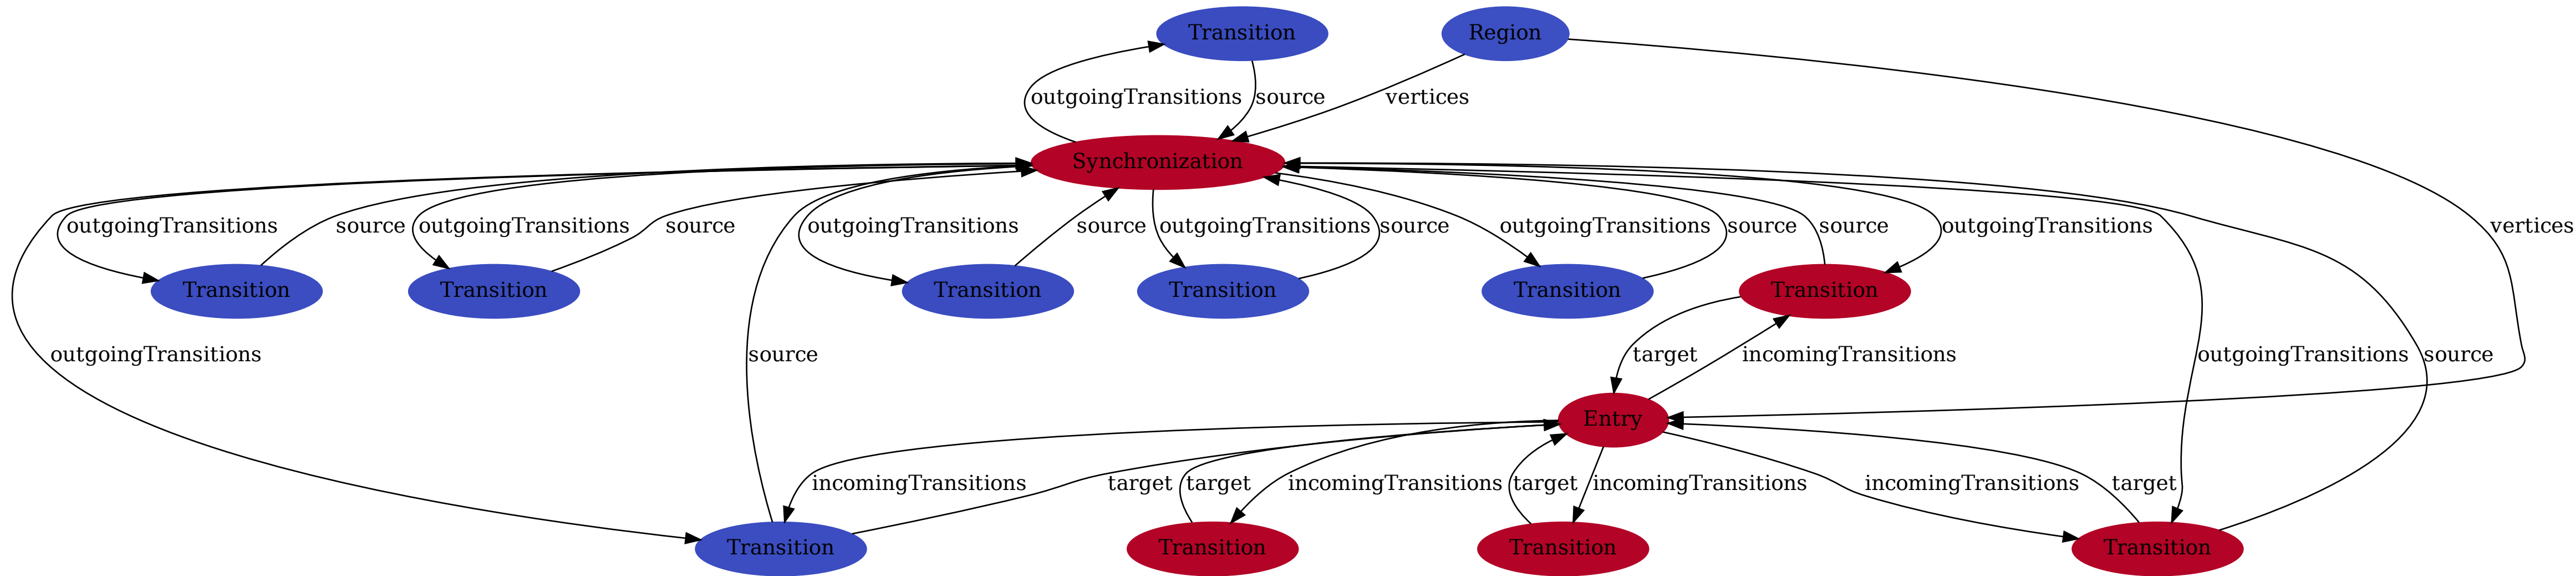 Transition
Region
outgoingTransitions
source
vertices
Synchronization
outgoingTransitions
source
outgoingTransitions
source
outgoingTransitions
source
outgoingTransitions
source
outgoingTransitions
source
source
outgoingTransitions
vertices
Transition
Transition
Transition
Transition
Transition
Transition
outgoingTransitions
source
target
incomingTransitions
outgoingTransitions
source
Entry
incomingTransitions
target
target
incomingTransitions
target
incomingTransitions
incomingTransitions
target
Transition
Transition
Transition
Transition